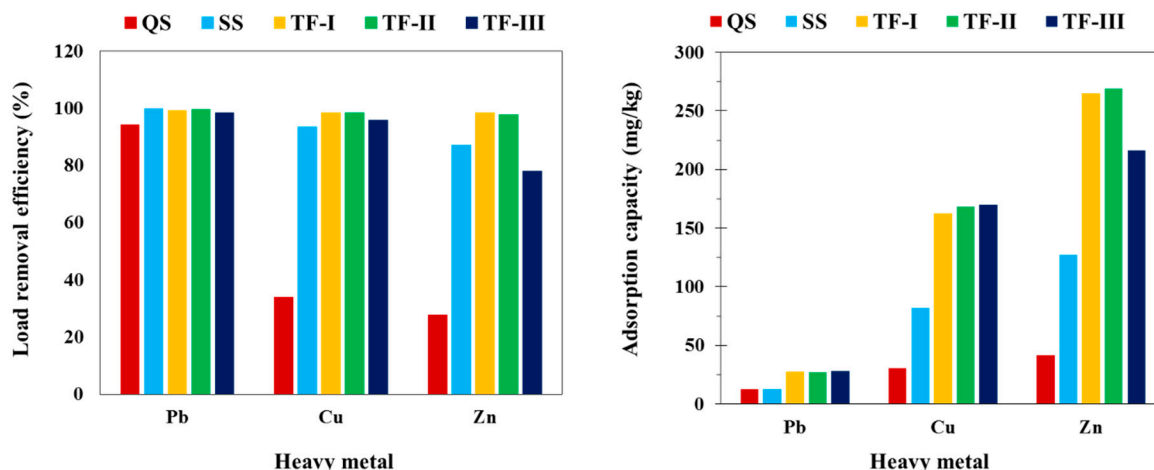 QS SS TF-I TF-II TF-III
Load removal efficiency (%)
120
100
80
60
40
20
0
Pb Cu Zn
Heavy metal
QS SS TF-I TF-II TF-III
Adsorption capacity (mg/kg)
300
250
200
150
100
50
0
Pb Cu Zn
Heavy metal